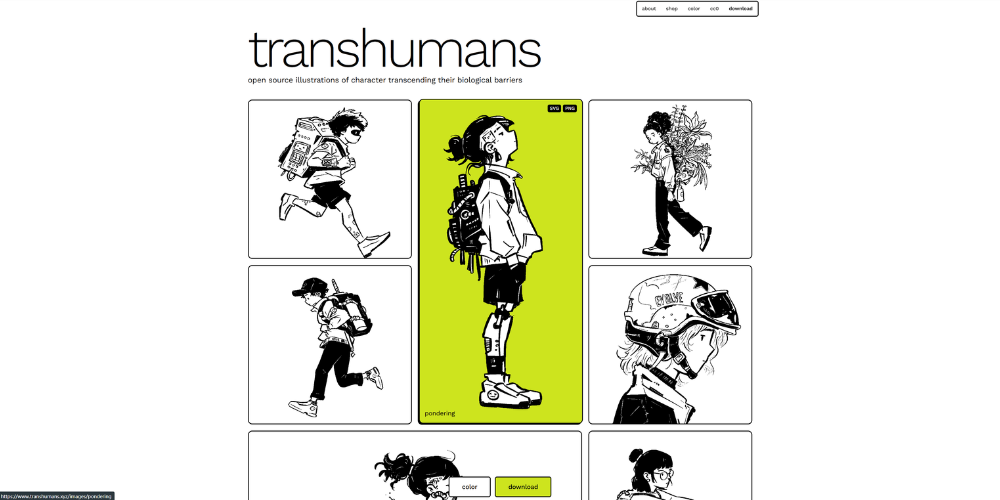 about shop color cc0 download
transhumans
open source illustrations of character transcending their biological barriers
SVG PNG
EVOLVE
pondering
color download
https://www.transhumans.xyz/images/pondering